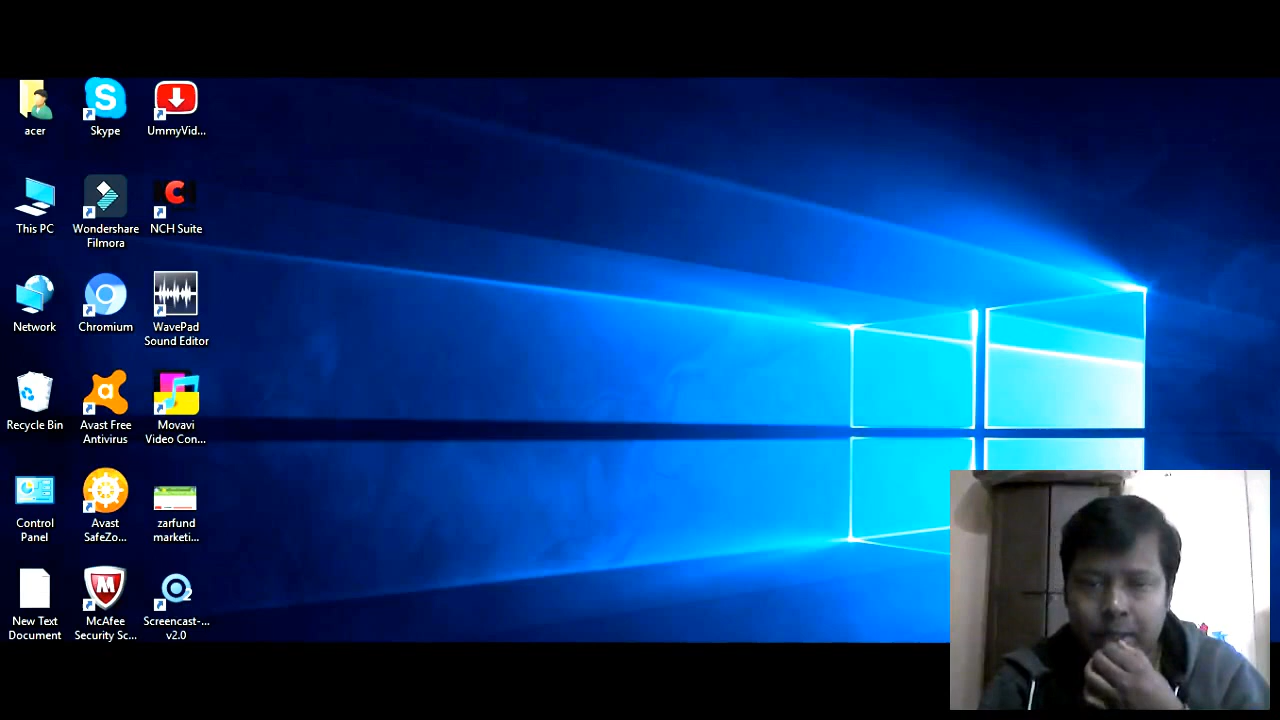 acer
Skype
UmmyVid...
This PC
Wondershare
Filmora
NCH Suite
Network
Chromium
WavePad
Sound Editor
Recycle Bin
Avast Free
Antivirus
Movavi
Video Con...
Control
Panel
Avast
SafeZo...
zarfund
marketi...
New Text
Document
McAfee
Security Sc...
Screencast-...
v2.0